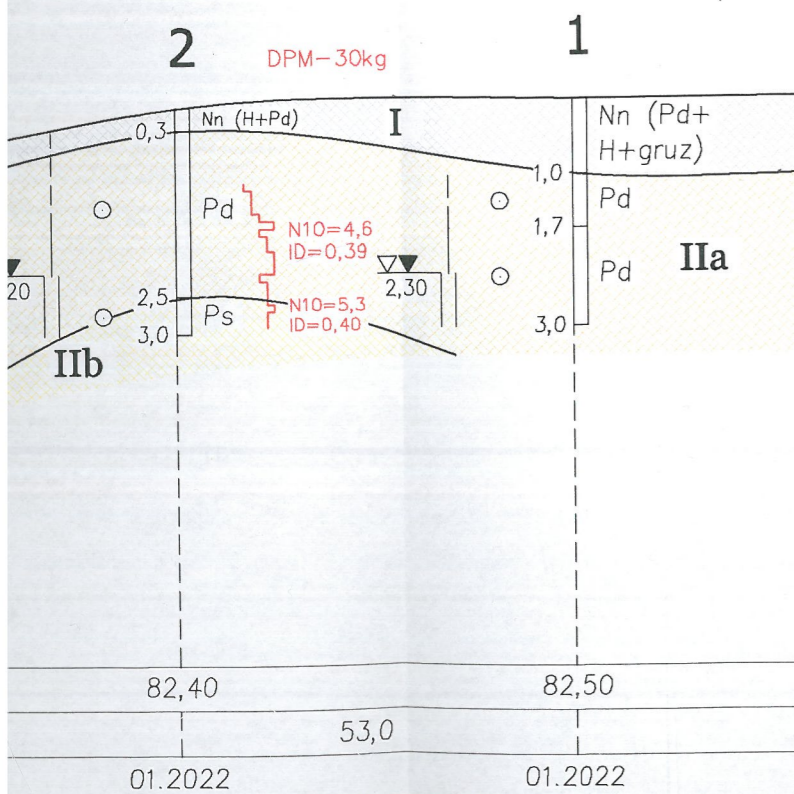 2
DPM-30kg
1
Nn (H+Pd)
I
Nn (Pd+
H+gruz)
0,3
1,0
Pd
Pd
1,7
N10=4,6
ID=0,39
Pd
IIa
20
2,30
2,5
N10=5,3
ID=0,40
Ps
3,0
3,0
IIb
82,40
82,50
53,0
01.2022
01.2022